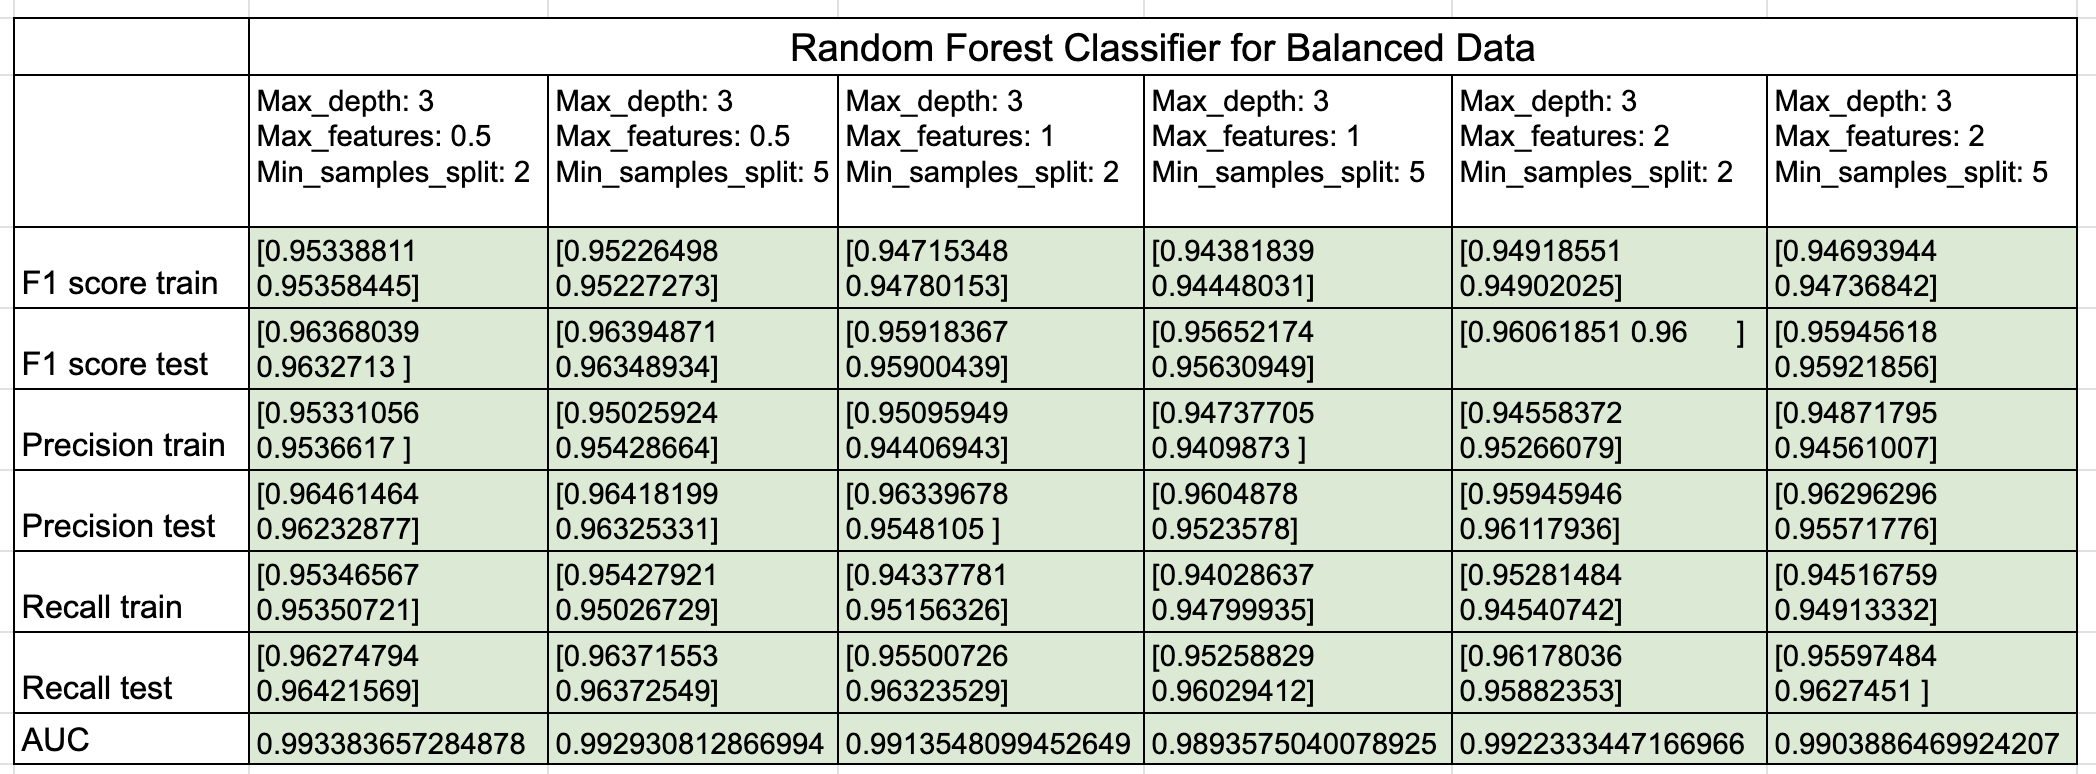 Random Forest Classifier for Balanced Data
Max_depth: 3
Max_features: 0.5
Min_samples_split: 2
Max_depth: 3
Max_features: 0.5
Min_samples_split: 5
Max_depth: 3
Max_features: 1
Min_samples_split: 2
Max_depth: 3
Max_features: 1
Min_samples_split: 5
Max_depth: 3
Max_features: 2
Min_samples_split: 2
Max_depth: 3
Max_features: 2
Min_samples_split: 5
F1 score train
[0.95338811
0.95358445]
[0.95226498
0.95227273]
[0.94715348
0.94780153]
[0.94381839
0.94448031]
[0.94918551
0.94902025]
[0.94693944
0.94736842]
F1 score test
[0.96368039
0.9632713 ]
[0.96394871
0.96348934]
[0.95918367
0.95900439]
[0.95652174
0.95630949]
[0.96061851 0.96      ]
[0.95945618
0.95921856]
Precision train
[0.95331056
0.9536617 ]
[0.95025924
0.95428664]
[0.95095949
0.94406943]
[0.94737705
0.9409873 ]
[0.94558372
0.95266079]
[0.94871795
0.94561007]
Precision test
[0.96461464
0.96232877]
[0.96418199
0.96325331]
[0.96339678
0.9548105 ]
[0.9604878
0.9523578]
[0.95945946
0.96117936]
[0.96296296
0.95571776]
Recall train
[0.95346567
0.95350721]
[0.95427921
0.95026729]
[0.94337781
0.95156326]
[0.94028637
0.94799935]
[0.95281484
0.94540742]
[0.94516759
0.94913332]
Recall test
[0.96274794
0.96421569]
[0.96371553
0.96372549]
[0.95500726
0.96323529]
[0.95258829
0.96029412]
[0.96178036
0.95882353]
[0.95597484
0.9627451 ]
AUC
0.993383657284878
0.992930812866994
0.9913548099452649
0.9893575040078925
0.9922333447166966
0.9903886469924207